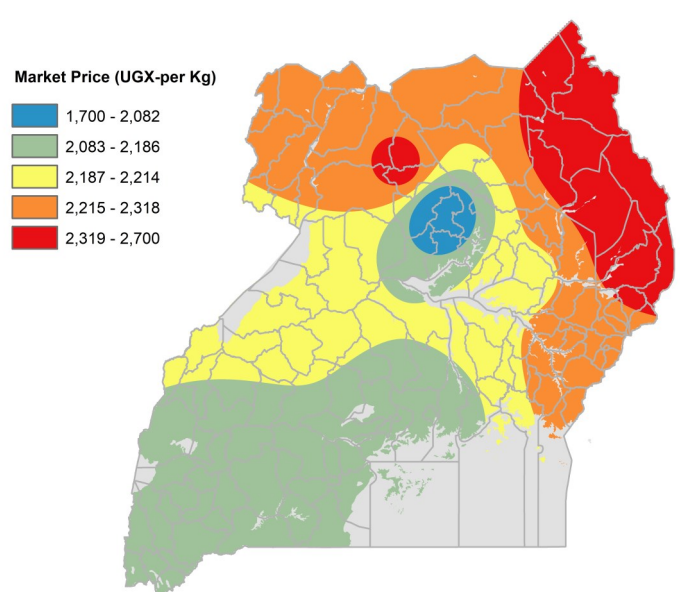 Market Price (UGX-per Kg)
1,700 - 2,082
2,083 - 2,186
2,187 - 2,214
2,215 - 2,318
2,319 - 2,700